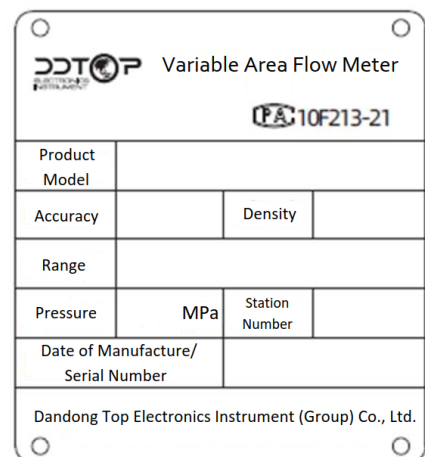 DDTOP Variable Area Flow Meter
ELECTRONICS
INSTRUMENT
CPA 10F213-21
Product
Model
Accuracy
Density
Range
Pressure
MPa
Station
Number
Date of Manufacture/
Serial Number
Dandong Top Electronics Instrument (Group) Co., Ltd.